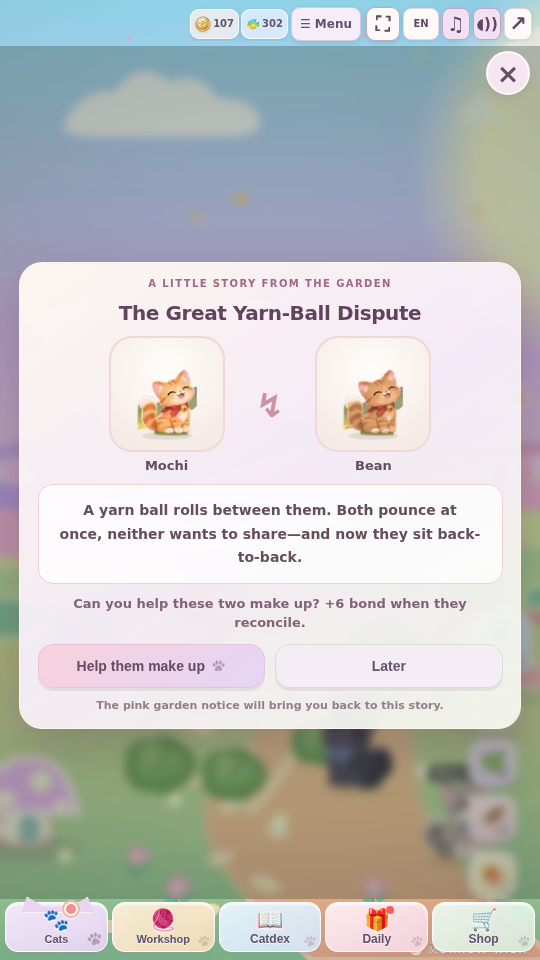 107 302 ☰ Menu EN
A LITTLE STORY FROM THE GARDEN
The Great Yarn-Ball Dispute
Mochi Bean
A yarn ball rolls between them. Both pounce at
once, neither wants to share—and now they sit back-
to-back.
Can you help these two make up? +6 bond when they
reconcile.
Help them make up Later
The pink garden notice will bring you back to this story.
Cats Workshop Catdex Daily Shop